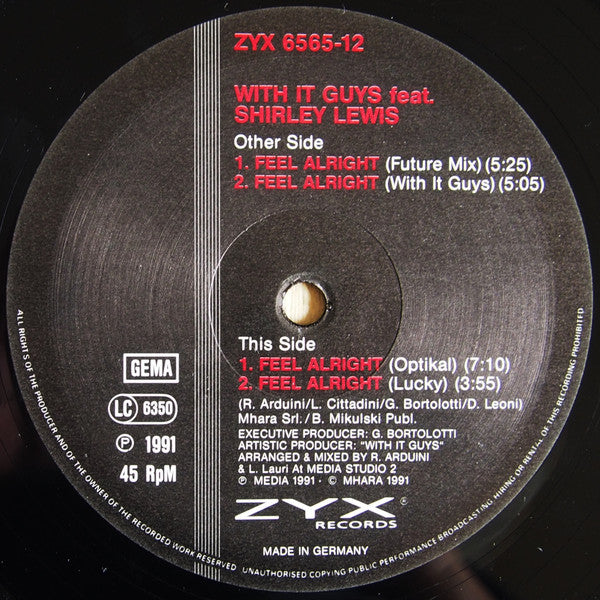 ZYX 6565-12
WITH IT GUYS feat.
SHIRLEY LEWIS
Other Side
1. FEEL ALRIGHT (Future Mix) (5:25)
2. FEEL ALRIGHT (With It Guys) (5:05)
This Side
1. FEEL ALRIGHT (Optikal) (7:10)
2. FEEL ALRIGHT (Lucky) (3:55)
(R. Arduini/L. Cittadini/G. Bortolotti/D. Leoni)
Mhara Srl./B. Mikulski Publ.
EXECUTIVE PRODUCER: G. BORTOLOTTI
ARTISTIC PRODUCER: "WITH IT GUYS"
ARRANGED & MIXED BY R. ARDUINI
& L. Lauri At MEDIA STUDIO 2
℗ MEDIA 1991 · © MHARA 1991
GEMA
LC 6350
℗ 1991
45 RpM
ZYX®
RECORDS
MADE IN GERMANY
ALL RIGHTS OF THE PRODUCER AND OF THE OWNER OF THE RECORDED WORK RESERVED UNAUTHORISED COPYING PUBLIC PERFORMANCE BROADCASTING HIRING OR RENTAL OF THIS RECORDING PROHIBITED